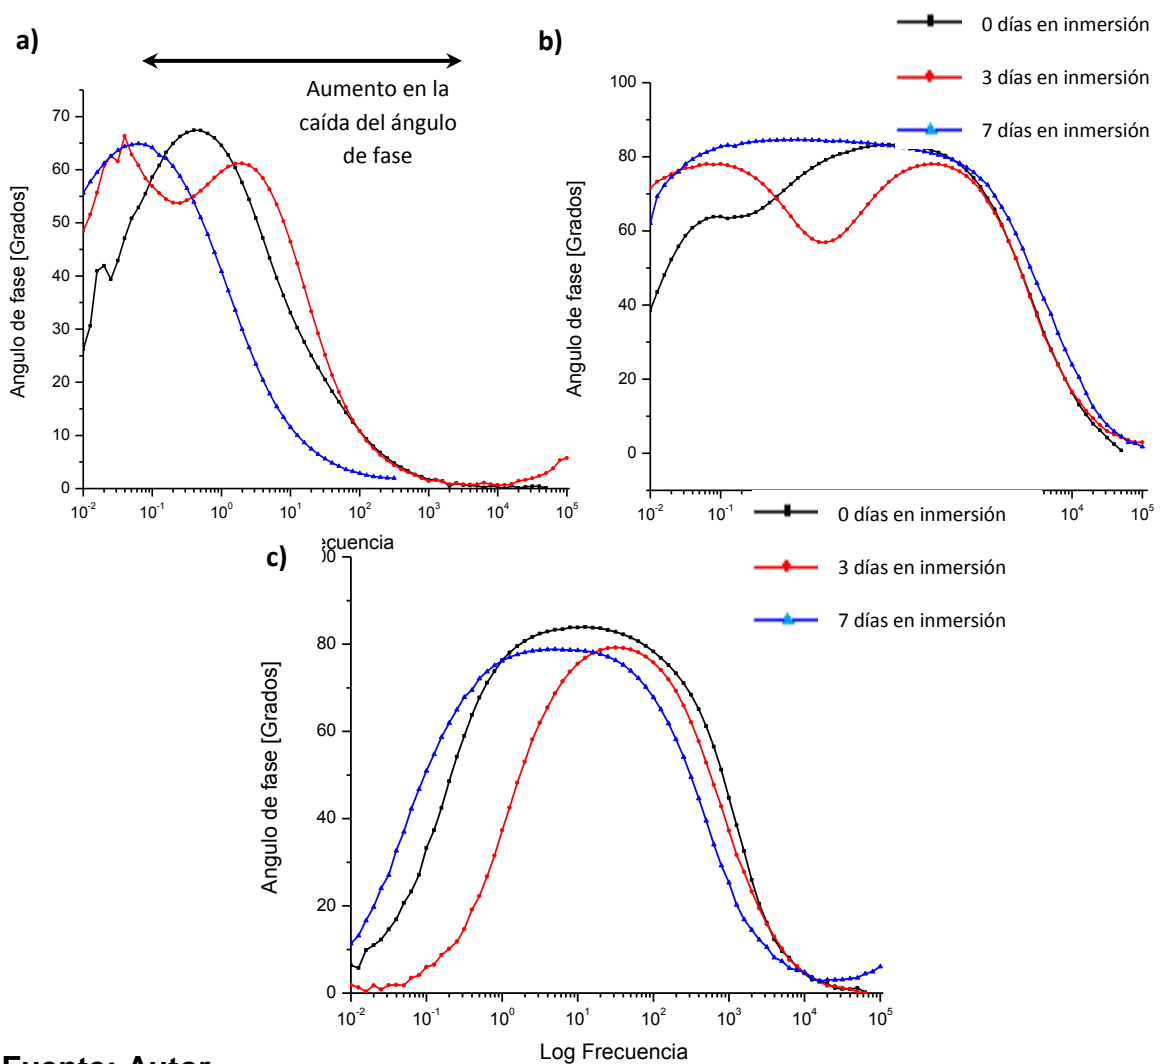 a)
Aumento en la
caída del ángulo
de fase
Angulo de fase [Grados]
70
60
50
40
30
20
10
0
10-2
10-1
100
101
102
103
104
105
ecuencia
b)
0 días en inmersión
3 días en inmersión
7 días en inmersión
Angulo de fase [Grados]
100
80
60
40
20
0
10-2
10-1
104
105
c)
0 días en inmersión
3 días en inmersión
7 días en inmersión
Angulo de fase [Grados]
00
80
60
40
20
0
10-2
10-1
100
101
102
103
104
105
Log Frecuencia
Fuente: Autor